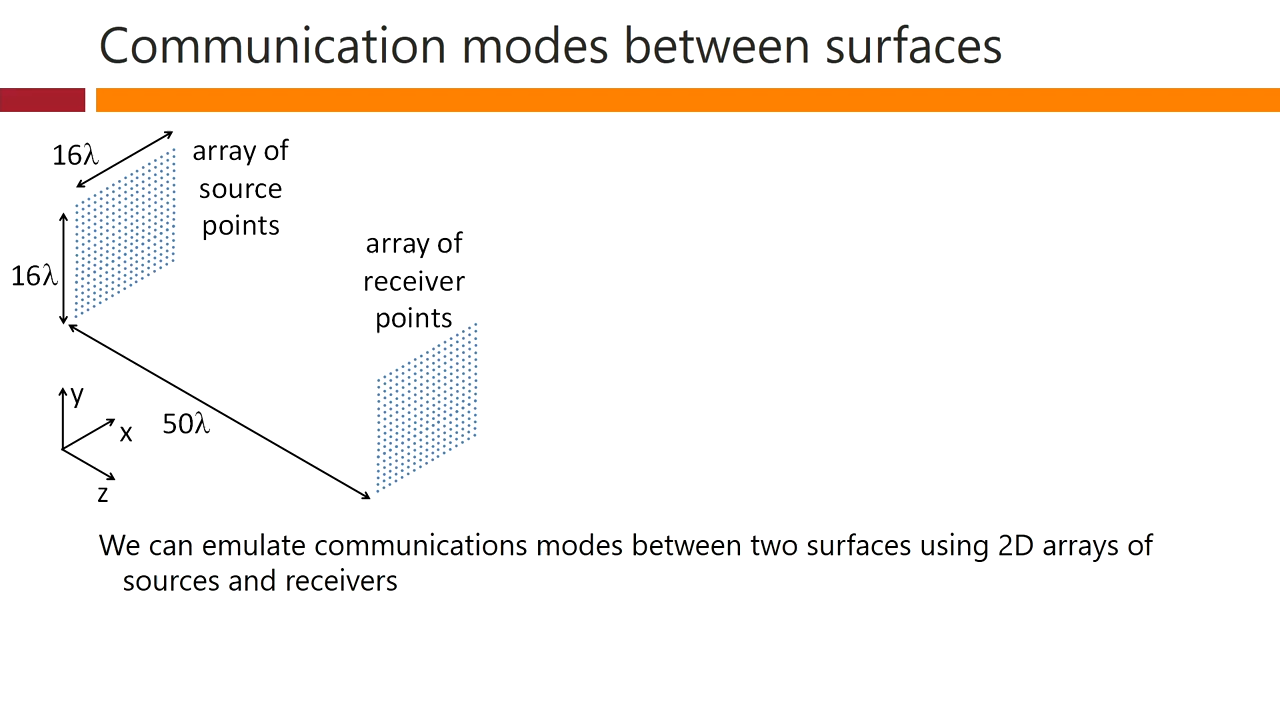 Communication modes between surfaces
16λ
array of
source
points
16λ
array of
receiver
points
y
x
z
50λ
We can emulate communications modes between two surfaces using 2D arrays of
sources and receivers